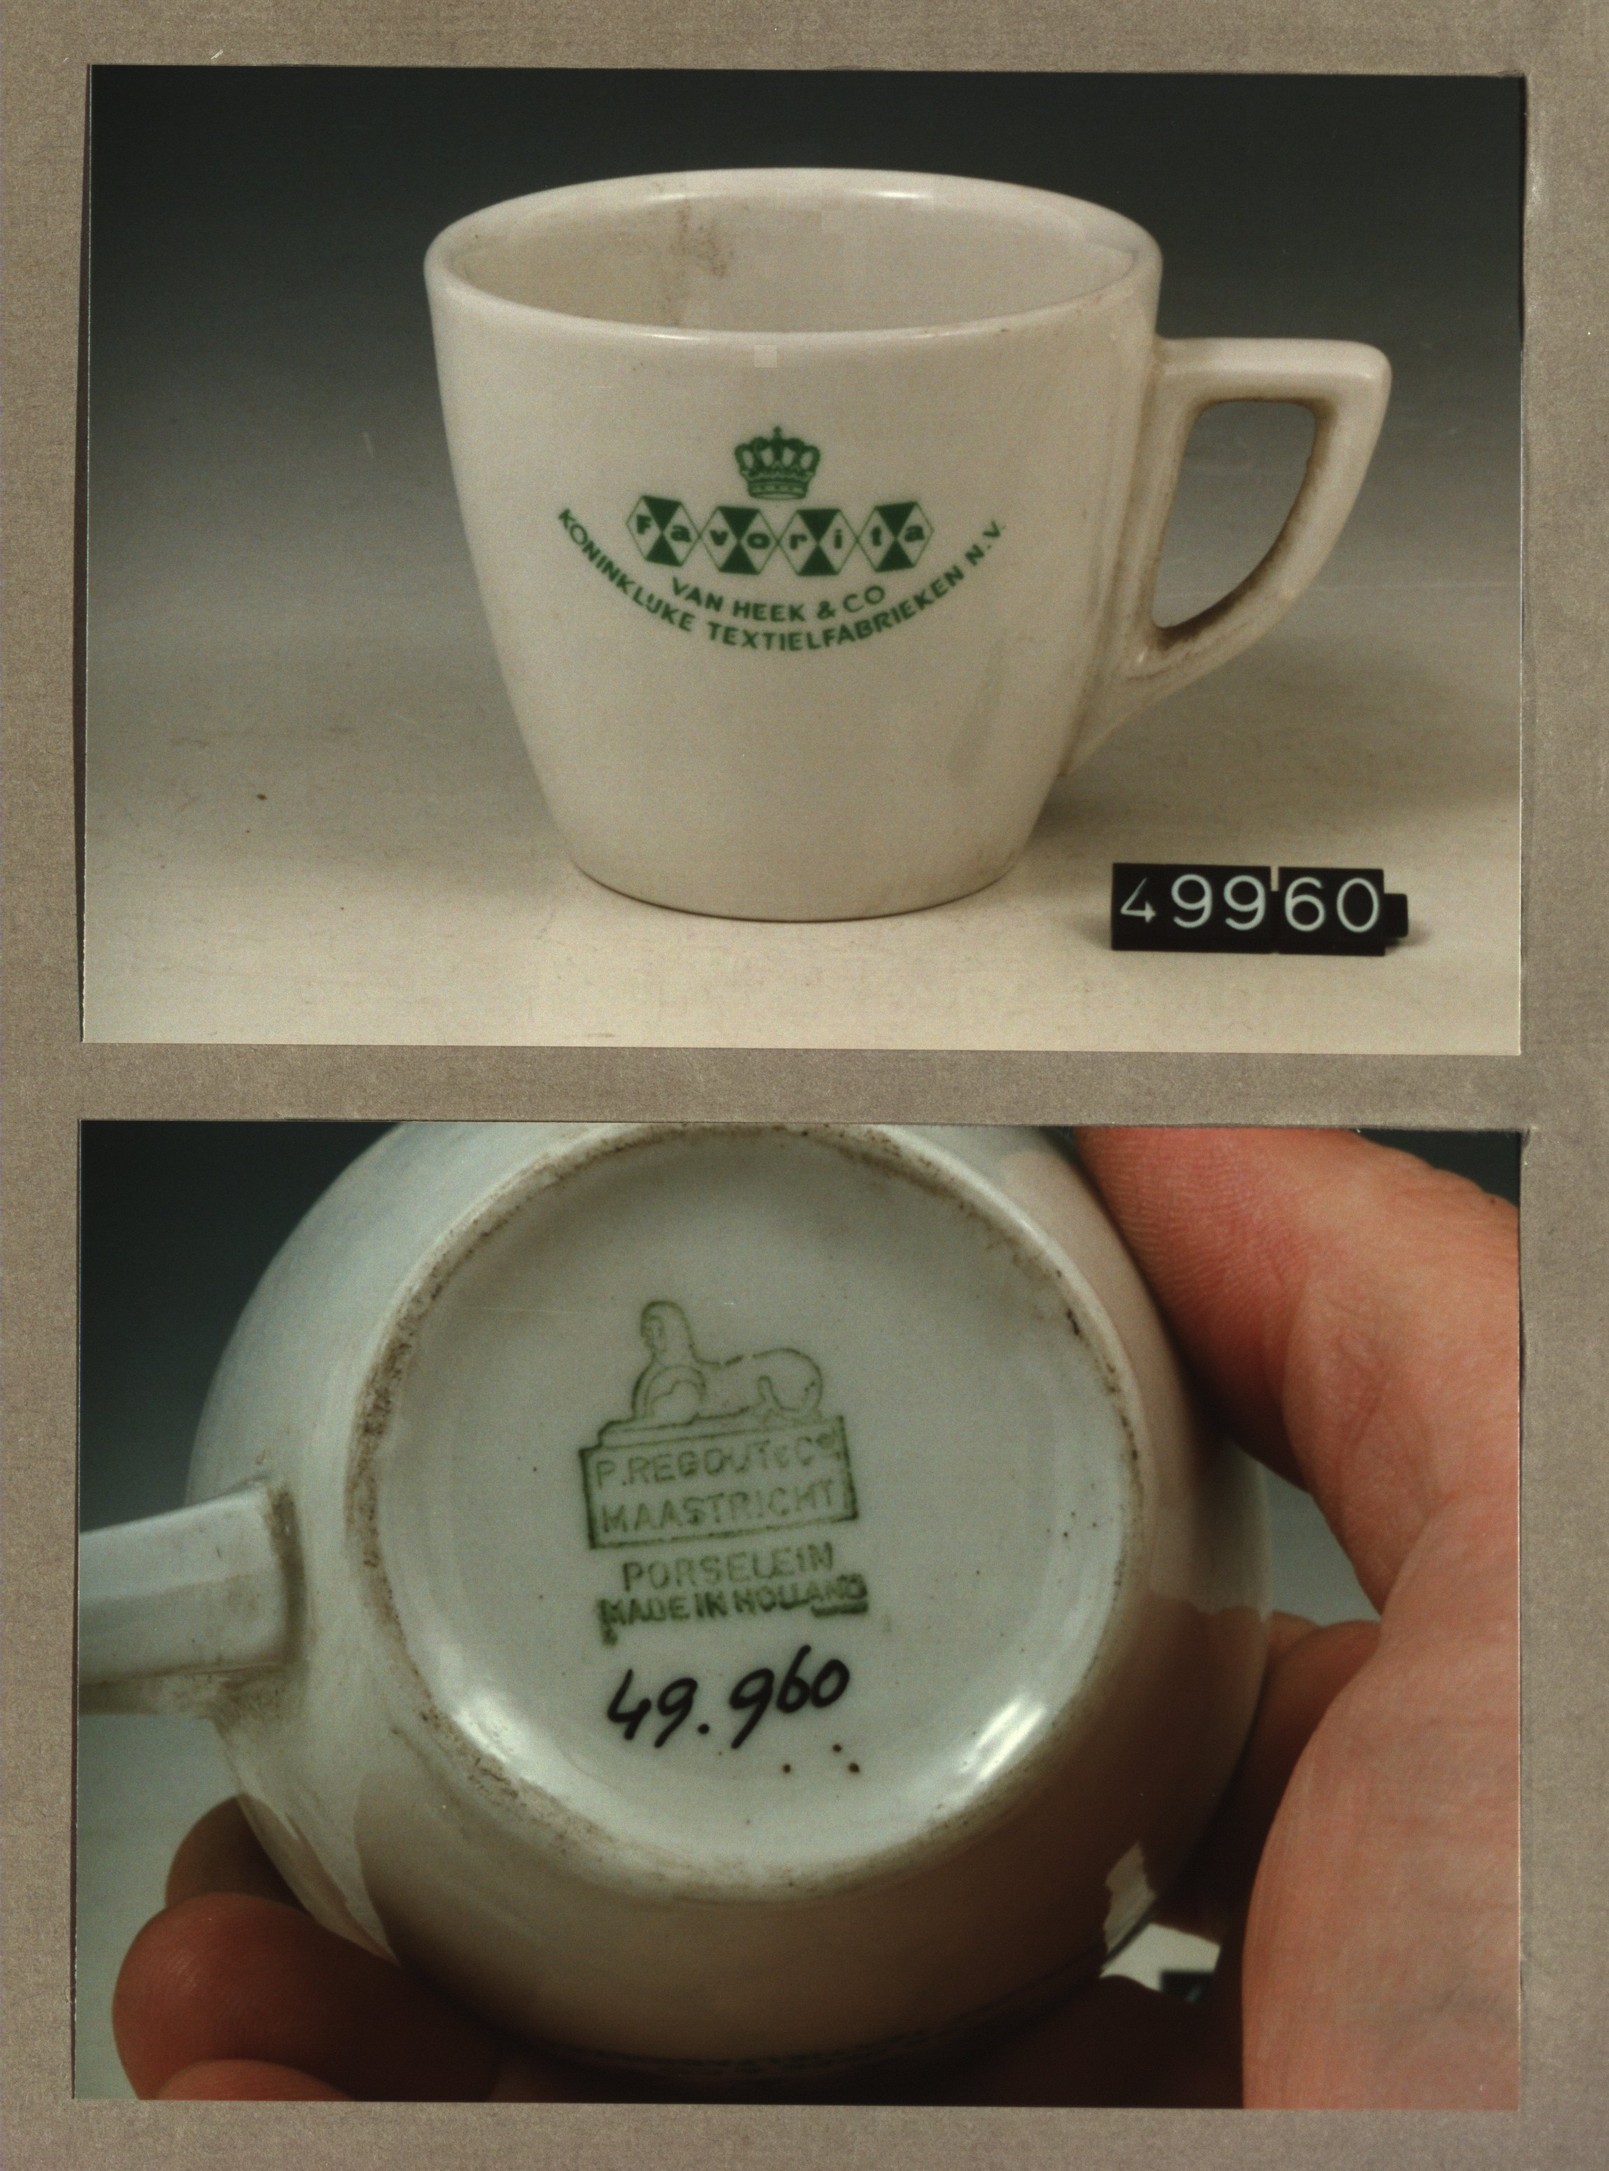 Favorita
VAN HEEK & CO
KONINKLIJKE TEXTIELFABRIEKEN N.V.
49960
P. REGOUT & Co
MAASTRICHT
PORSELEIN
MADE IN HOLLAND
49.960